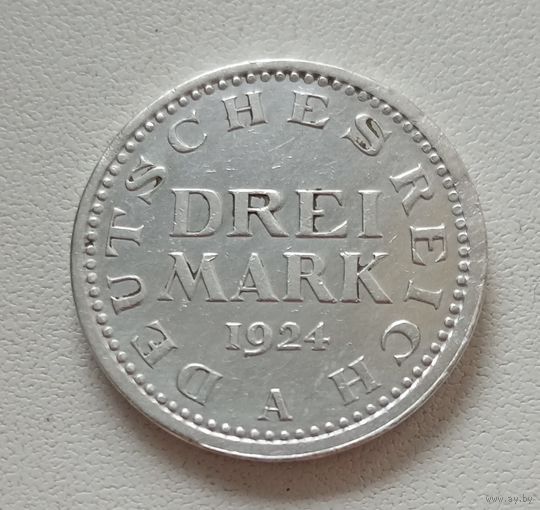 DEUTSCHES REICH
DREI
MARK
1924
A
www.ay.by